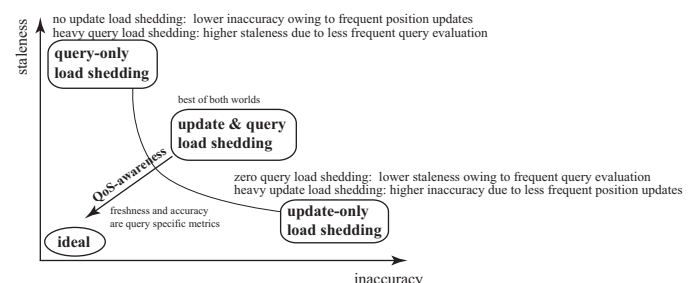 no update load shedding: lower inaccuracy owing to frequent position updates
heavy query load shedding: higher staleness due to less frequent query evaluation
staleness
query-only
load shedding
best of both worlds
update & query
load shedding
QoS-awareness
zero query load shedding: lower staleness owing to frequent query evaluation
heavy update load shedding: higher inaccuracy due to less frequent position updates
freshness and accuracy
are query specific metrics
update-only
load shedding
ideal
inaccuracy